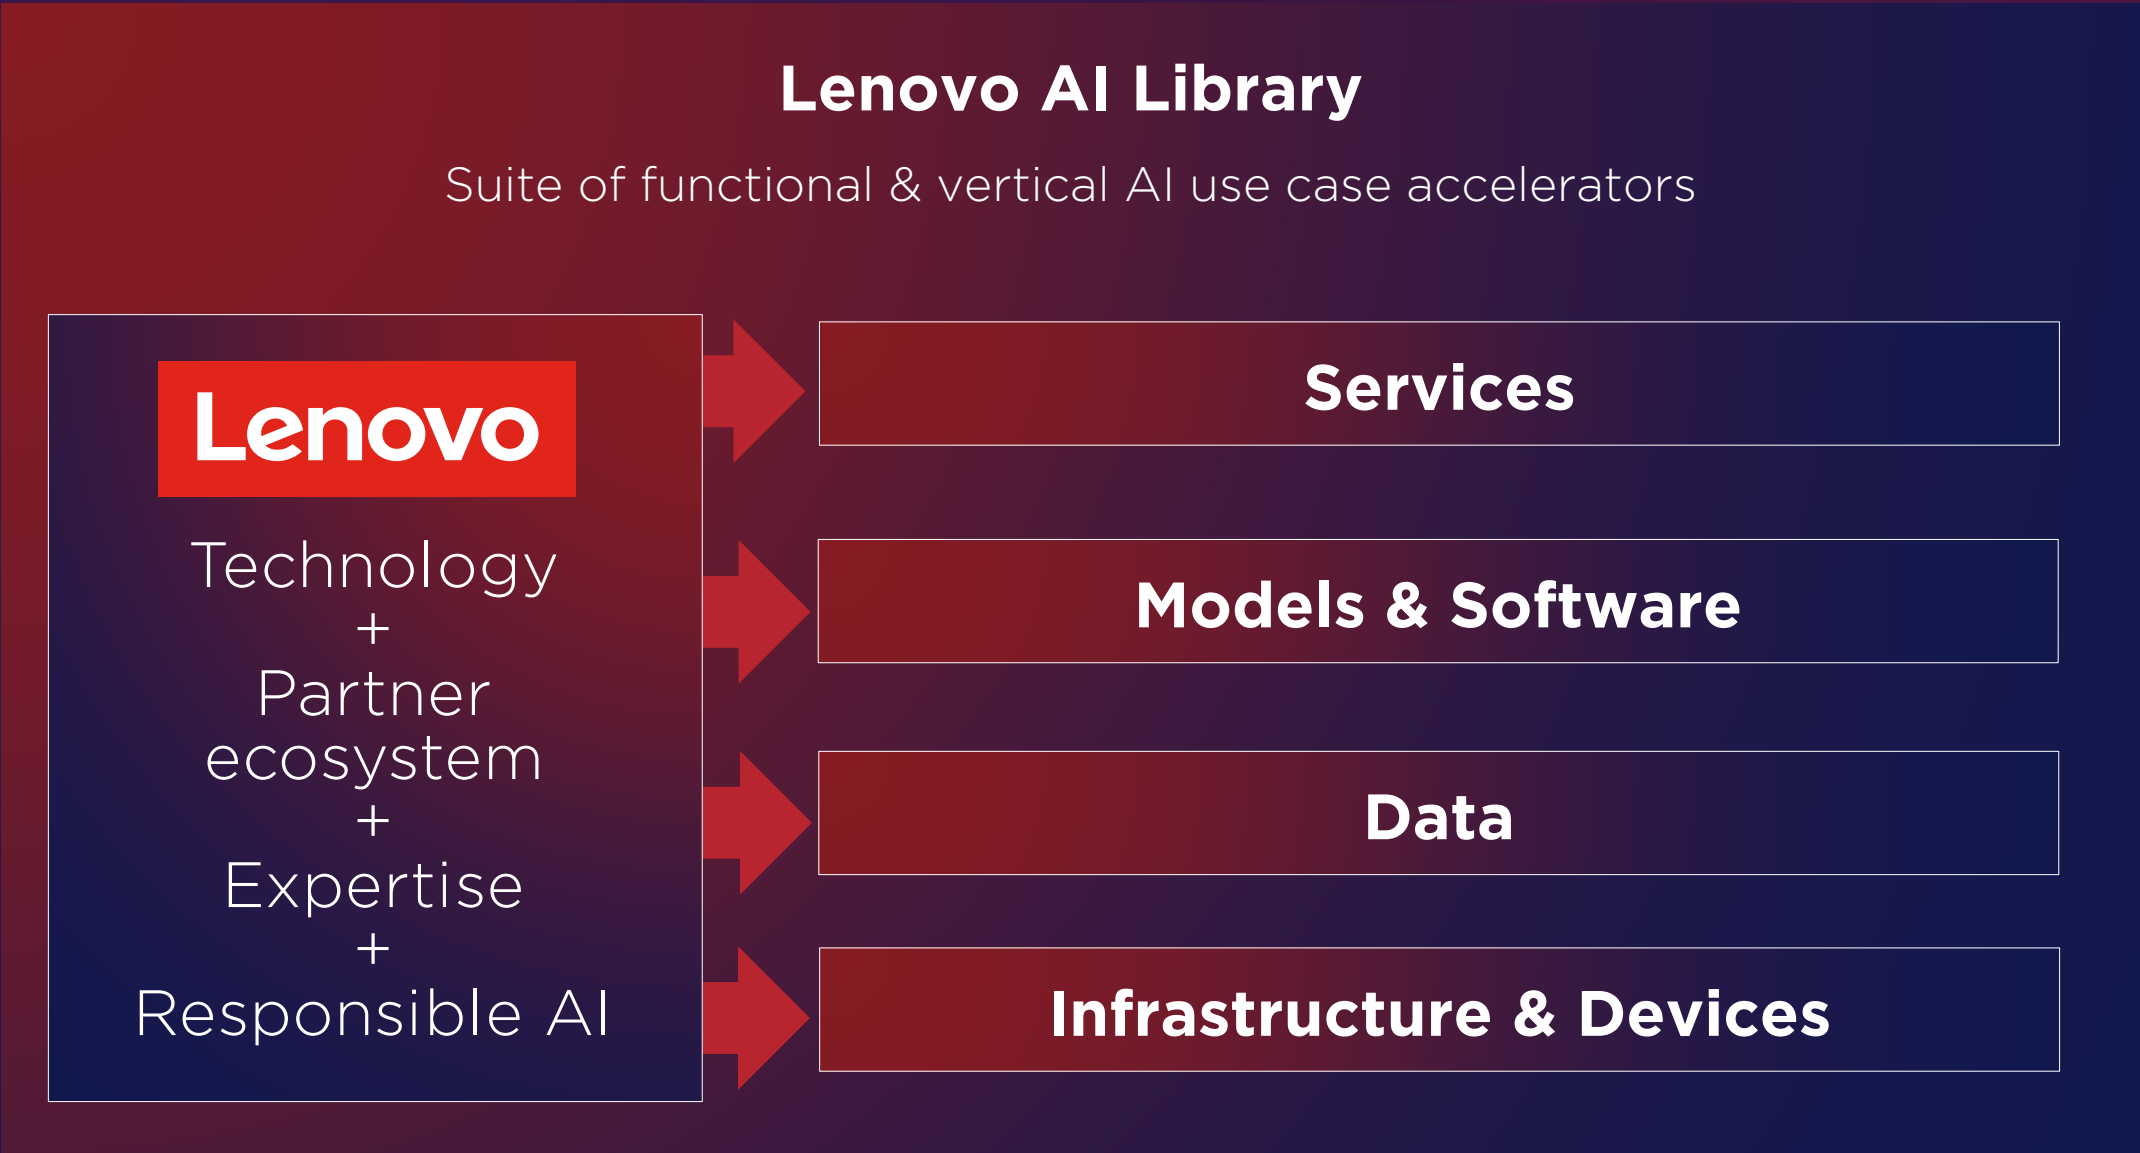 Lenovo AI Library
Suite of functional & vertical AI use case accelerators
Lenovo
Technology
+
Partner
ecosystem
+
Expertise
+
Responsible AI
Services
Models & Software
Data
Infrastructure & Devices